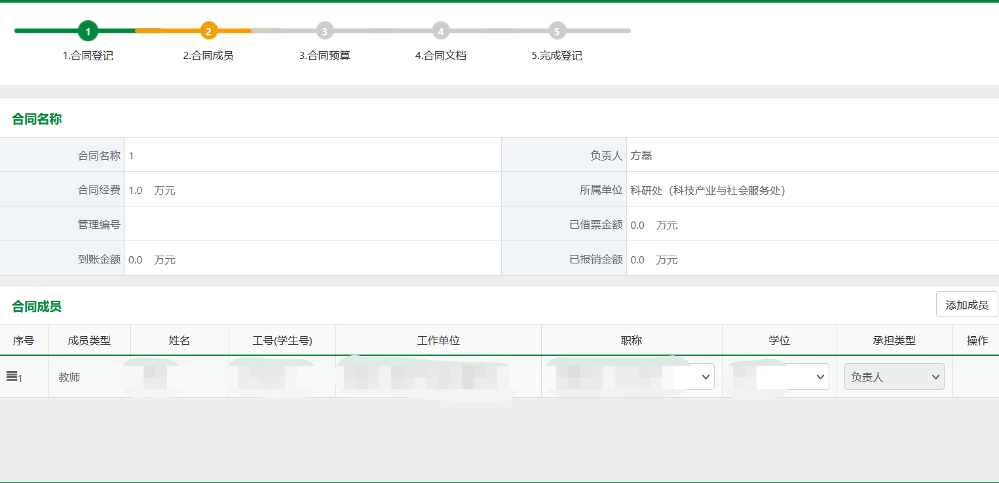 1 2 3 4 5
1.合同登记 2.合同成员 3.合同预算 4.合同文档 5.完成登记
合同名称
合同名称 1 负责人 方磊
合同经费 1.0 万元 所属单位 科研处（科技产业与社会服务处）
管理编号 已借票金额 0.0 万元
到账金额 0.0 万元 已报销金额 0.0 万元
合同成员 添加成员
序号 成员类型 姓名 工号(学生号) 工作单位 职称 学位 承担类型 操作
1 教师 负责人